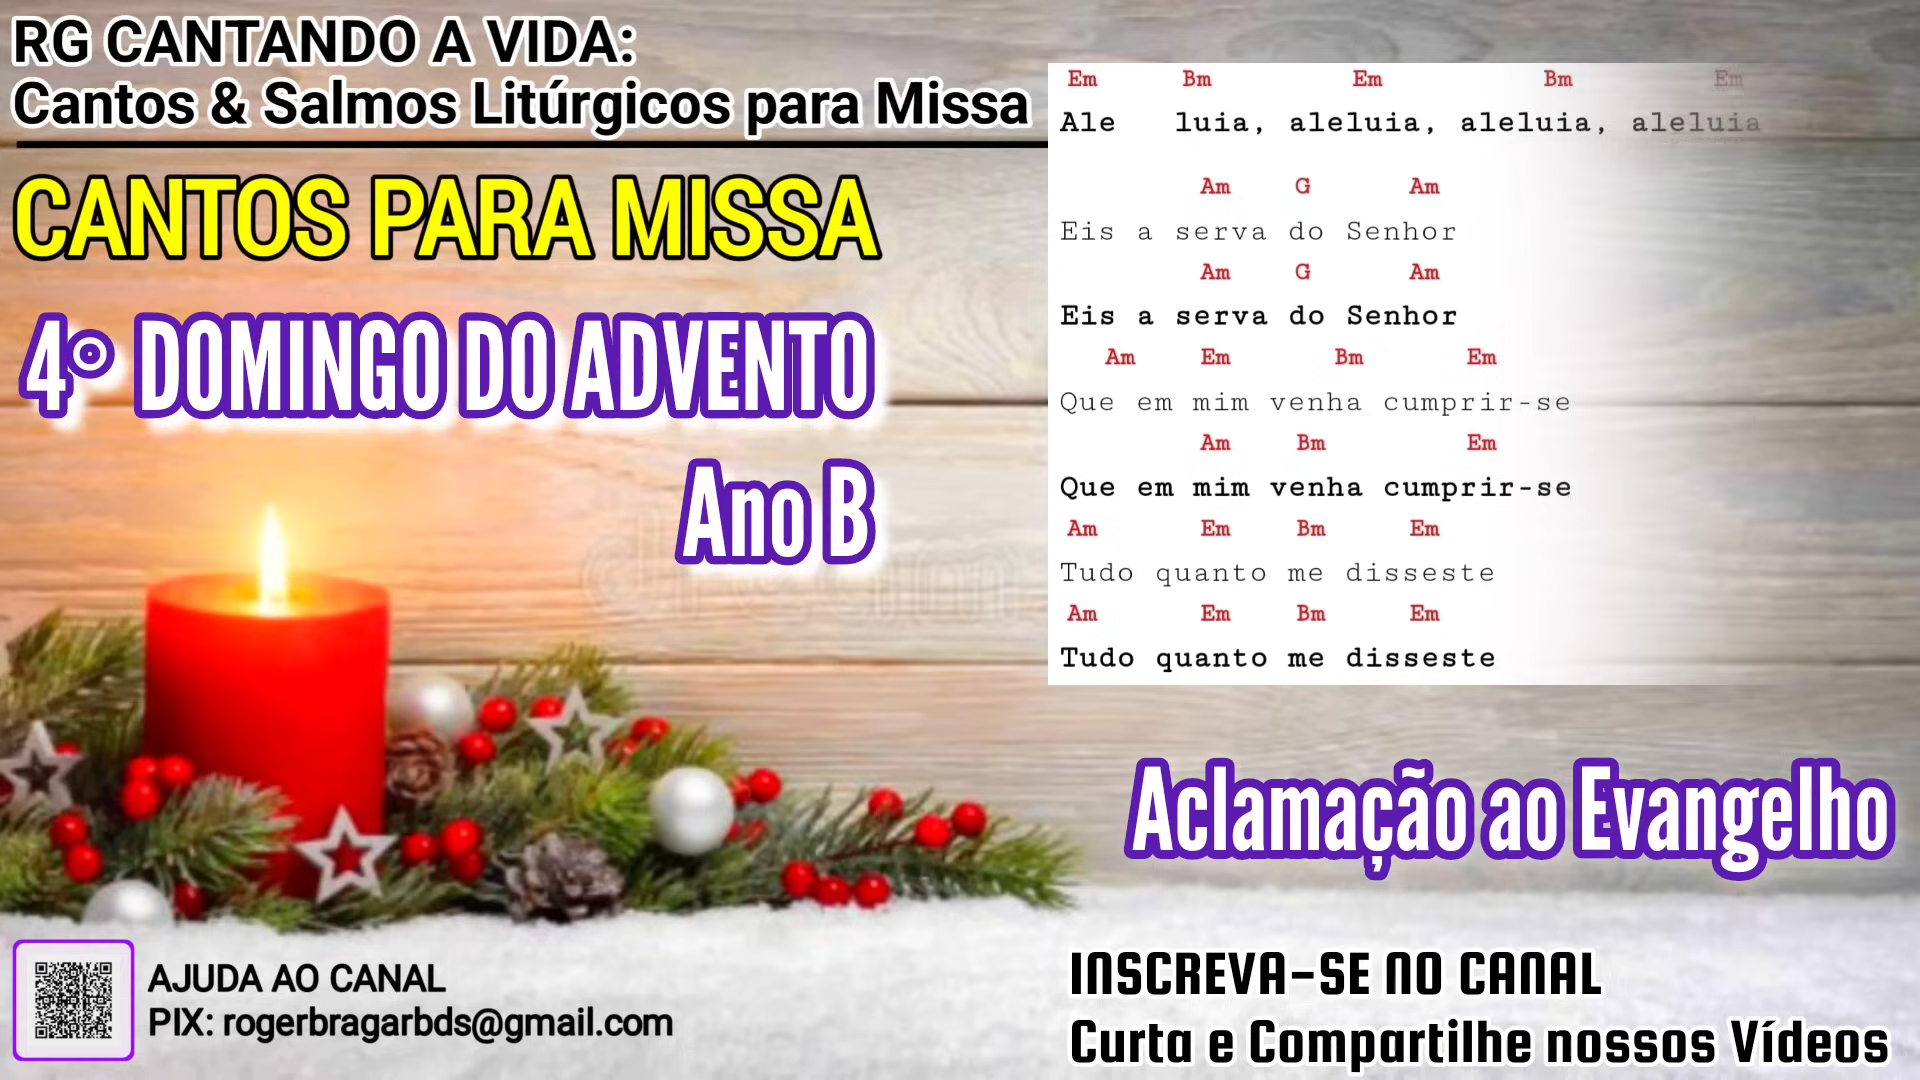 RG CANTANDO A VIDA:
Cantos & Salmos Litúrgicos para Missa
CANTOS PARA MISSA
4º DOMINGO DO ADVENTO
Ano B
Em Bm Em Bm Em
Ale luia, aleluia, aleluia, aleluia
Am G Am
Eis a serva do Senhor
Am G Am
Eis a serva do Senhor
Am Em Bm Em
Que em mim venha cumprir-se
Am Bm Em
Que em mim venha cumprir-se
Am Em Bm Em
Tudo quanto me disseste
Am Em Bm Em
Tudo quanto me disseste
Aclamação ao Evangelho
AJUDA AO CANAL
PIX: rogerbragarbds@gmail.com
INSCREVA-SE NO CANAL
Curta e Compartilhe nossos Vídeos